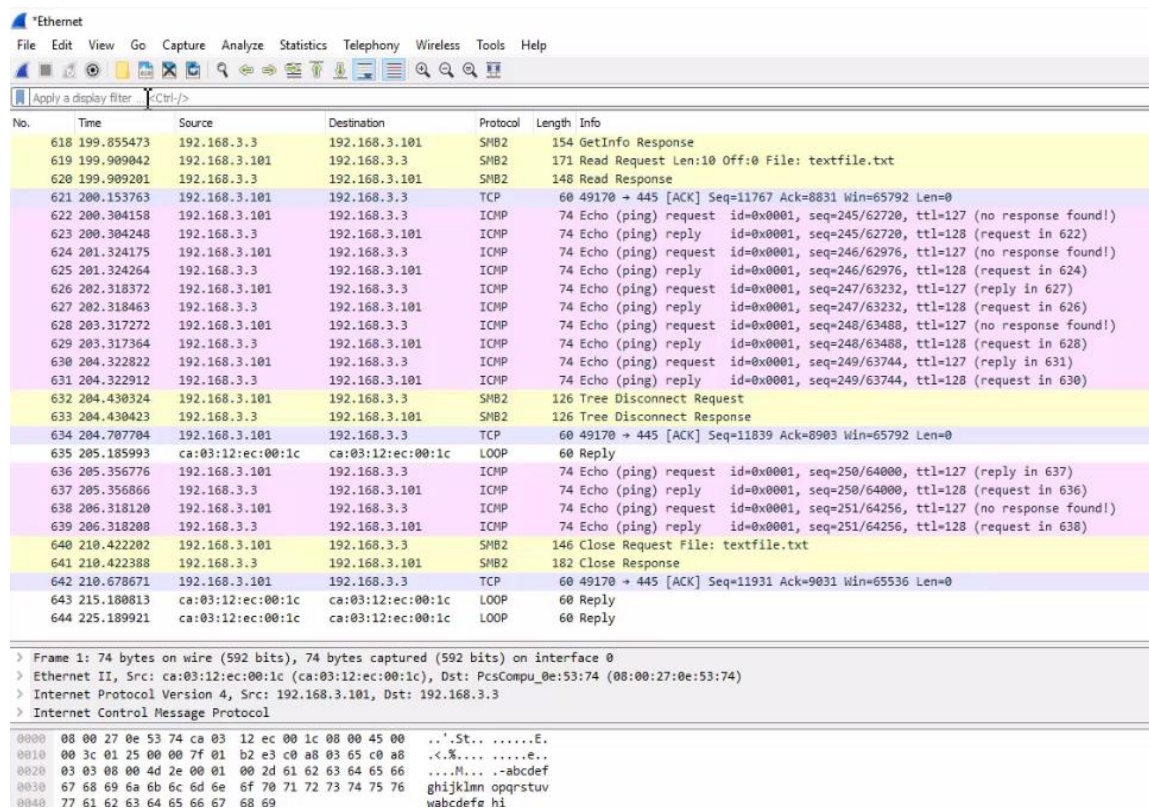 *Ethernet
File Edit View Go Capture Analyze Statistics Telephony Wireless Tools Help
Apply a display filter ... <Ctrl-/>
No. Time Source Destination Protocol Length Info
618 199.855473 192.168.3.3 192.168.3.101 SMB2 154 GetInfo Response
619 199.909042 192.168.3.101 192.168.3.3 SMB2 171 Read Request Len:10 Off:0 File: textfile.txt
620 199.909201 192.168.3.3 192.168.3.101 SMB2 148 Read Response
621 200.153763 192.168.3.101 192.168.3.3 TCP 60 49170 → 445 [ACK] Seq=11767 Ack=8831 Win=65792 Len=0
622 200.304158 192.168.3.101 192.168.3.3 ICMP 74 Echo (ping) request id=0x0001, seq=245/62720, ttl=127 (no response found!)
623 200.304248 192.168.3.3 192.168.3.101 ICMP 74 Echo (ping) reply id=0x0001, seq=245/62720, ttl=128 (request in 622)
624 201.324175 192.168.3.101 192.168.3.3 ICMP 74 Echo (ping) request id=0x0001, seq=246/62976, ttl=127 (no response found!)
625 201.324264 192.168.3.3 192.168.3.101 ICMP 74 Echo (ping) reply id=0x0001, seq=246/62976, ttl=128 (request in 624)
626 202.318372 192.168.3.101 192.168.3.3 ICMP 74 Echo (ping) request id=0x0001, seq=247/63232, ttl=127 (reply in 627)
627 202.318463 192.168.3.3 192.168.3.101 ICMP 74 Echo (ping) reply id=0x0001, seq=247/63232, ttl=128 (request in 626)
628 203.317272 192.168.3.101 192.168.3.3 ICMP 74 Echo (ping) request id=0x0001, seq=248/63488, ttl=127 (no response found!)
629 203.317364 192.168.3.3 192.168.3.101 ICMP 74 Echo (ping) reply id=0x0001, seq=248/63488, ttl=128 (request in 628)
630 204.322822 192.168.3.101 192.168.3.3 ICMP 74 Echo (ping) request id=0x0001, seq=249/63744, ttl=127 (reply in 631)
631 204.322912 192.168.3.3 192.168.3.101 ICMP 74 Echo (ping) reply id=0x0001, seq=249/63744, ttl=128 (request in 630)
632 204.430324 192.168.3.101 192.168.3.3 SMB2 126 Tree Disconnect Request
633 204.430423 192.168.3.3 192.168.3.101 SMB2 126 Tree Disconnect Response
634 204.707704 192.168.3.101 192.168.3.3 TCP 60 49170 → 445 [ACK] Seq=11839 Ack=8903 Win=65792 Len=0
635 205.185993 ca:03:12:ec:00:1c ca:03:12:ec:00:1c LOOP 60 Reply
636 205.356776 192.168.3.101 192.168.3.3 ICMP 74 Echo (ping) request id=0x0001, seq=250/64000, ttl=127 (reply in 637)
637 205.356866 192.168.3.3 192.168.3.101 ICMP 74 Echo (ping) reply id=0x0001, seq=250/64000, ttl=128 (request in 636)
638 206.318120 192.168.3.101 192.168.3.3 ICMP 74 Echo (ping) request id=0x0001, seq=251/64256, ttl=127 (no response found!)
639 206.318208 192.168.3.3 192.168.3.101 ICMP 74 Echo (ping) reply id=0x0001, seq=251/64256, ttl=128 (request in 638)
640 210.422202 192.168.3.101 192.168.3.3 SMB2 146 Close Request File: textfile.txt
641 210.422388 192.168.3.3 192.168.3.101 SMB2 182 Close Response
642 210.678671 192.168.3.101 192.168.3.3 TCP 60 49170 → 445 [ACK] Seq=11931 Ack=9031 Win=65536 Len=0
643 215.180813 ca:03:12:ec:00:1c ca:03:12:ec:00:1c LOOP 60 Reply
644 225.189921 ca:03:12:ec:00:1c ca:03:12:ec:00:1c LOOP 60 Reply
> Frame 1: 74 bytes on wire (592 bits), 74 bytes captured (592 bits) on interface 0
> Ethernet II, Src: ca:03:12:ec:00:1c (ca:03:12:ec:00:1c), Dst: PcsCompu_0e:53:74 (08:00:27:0e:53:74)
> Internet Protocol Version 4, Src: 192.168.3.101, Dst: 192.168.3.3
> Internet Control Message Protocol
0000 08 00 27 0e 53 74 ca 03 12 ec 00 1c 08 00 45 00 ..'.St.. ......E.
0010 00 3c 01 25 00 00 7f 01 b2 e3 c0 a8 03 65 c0 a8 .<.%.... .....e..
0020 03 03 08 00 4d 2e 00 01 00 2d 61 62 63 64 65 66 ....M... .-abcdef
0030 67 68 69 6a 6b 6c 6d 6e 6f 70 71 72 73 74 75 76 ghijklmn opqrstuv
0040 77 61 62 63 64 65 66 67 68 69 wabcdefg hi